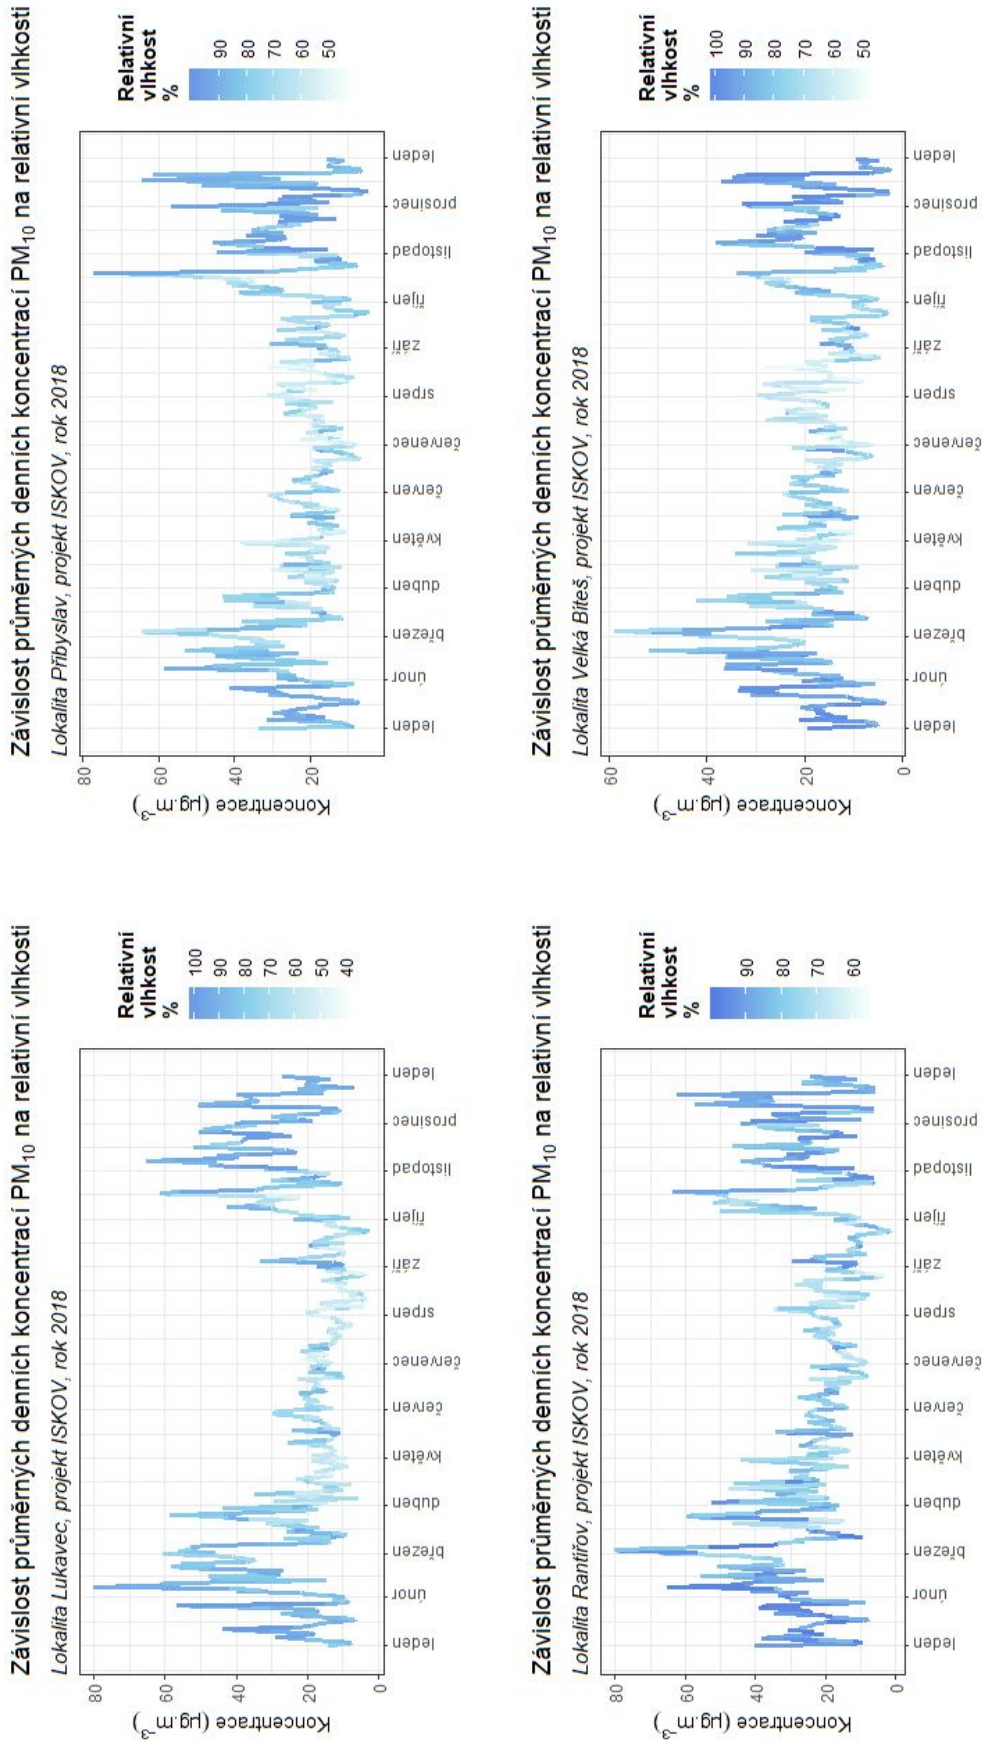 Závislost průměrných denních koncentrací PM₁₀ na relativní vlhkosti
Lokalita Lukavec, projekt ISKOV, rok 2018
Koncentrace (µg.m⁻³)
80
60
40
20
0
leden únor březen duben květen červen červenec srpen září říjen listopad prosinec leden
Relativní
vlhkost
%
100
90
80
70
60
50
40
Závislost průměrných denních koncentrací PM₁₀ na relativní vlhkosti
Lokalita Přibyslav, projekt ISKOV, rok 2018
Koncentrace (µg.m⁻³)
80
60
40
20
leden únor březen duben květen červen červenec srpen září říjen listopad prosinec leden
Relativní
vlhkost
%
90
80
70
60
50
Závislost průměrných denních koncentrací PM₁₀ na relativní vlhkosti
Lokalita Rantířov, projekt ISKOV, rok 2018
Koncentrace (µg.m⁻³)
80
60
40
20
0
leden únor březen duben květen červen červenec srpen září říjen listopad prosinec leden
Relativní
vlhkost
%
90
80
70
60
Závislost průměrných denních koncentrací PM₁₀ na relativní vlhkosti
Lokalita Velká Bíteš, projekt ISKOV, rok 2018
Koncentrace (µg.m⁻³)
60
40
20
0
leden únor březen duben květen červen červenec srpen září říjen listopad prosinec leden
Relativní
vlhkost
%
100
90
80
70
60
50